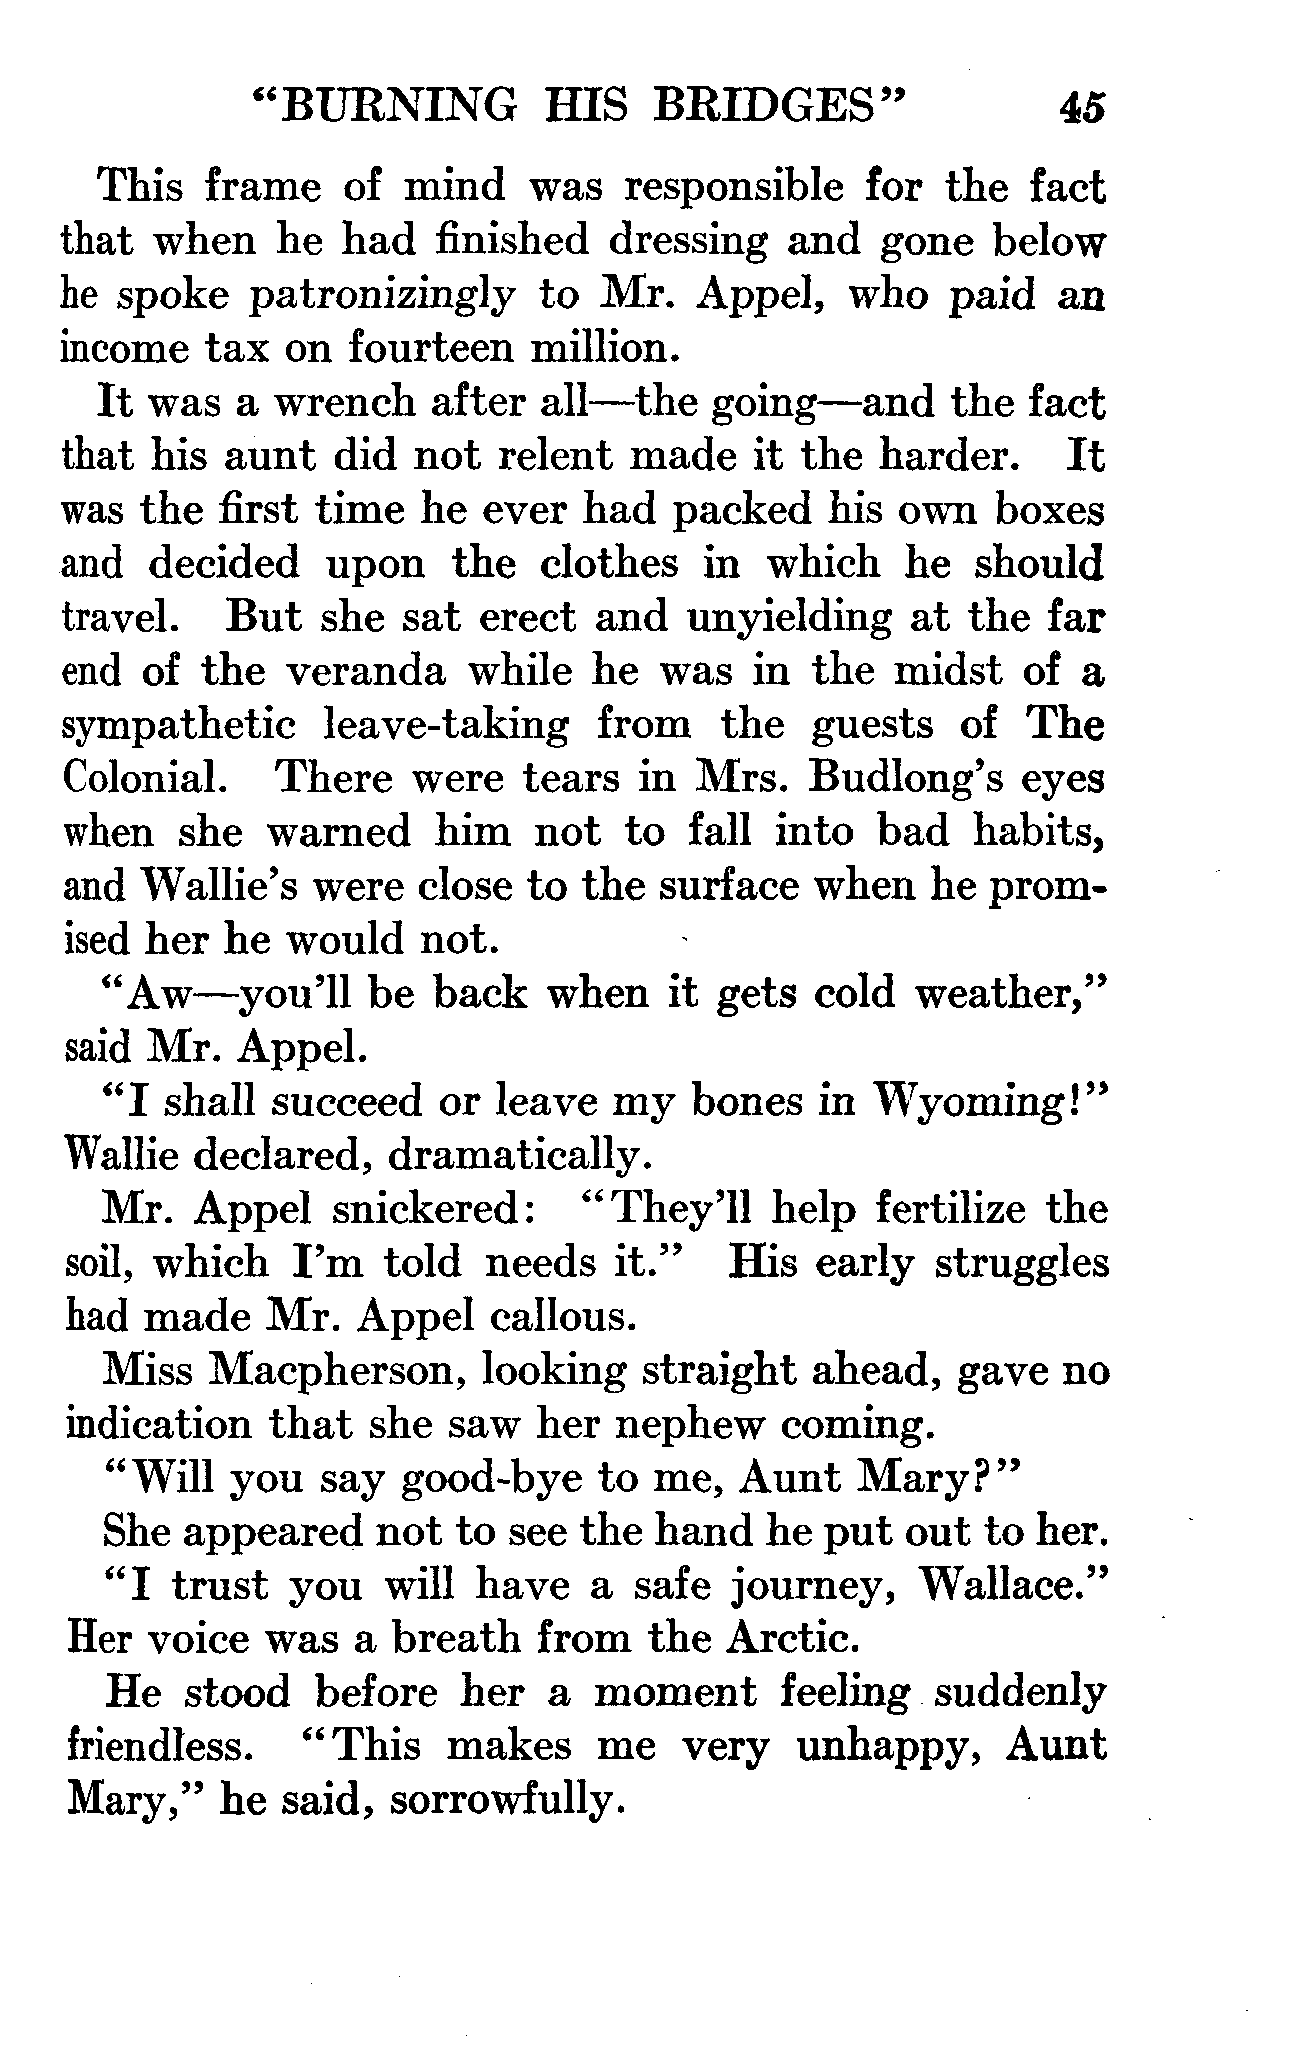 "BURNING HIS BRIDGES" 45
This frame of mind was responsible for the fact
that when he had finished dressing and gone below
he spoke patronizingly to Mr. Appel, who paid an
income tax on fourteen million.
It was a wrench after all—the going—and the fact
that his aunt did not relent made it the harder. It
was the first time he ever had packed his own boxes
and decided upon the clothes in which he should
travel. But she sat erect and unyielding at the far
end of the veranda while he was in the midst of a
sympathetic leave-taking from the guests of The
Colonial. There were tears in Mrs. Budlong's eyes
when she warned him not to fall into bad habits,
and Wallie's were close to the surface when he prom-
ised her he would not.
"Aw—you'll be back when it gets cold weather,"
said Mr. Appel.
"I shall succeed or leave my bones in Wyoming!"
Wallie declared, dramatically.
Mr. Appel snickered: "They'll help fertilize the
soil, which I'm told needs it." His early struggles
had made Mr. Appel callous.
Miss Macpherson, looking straight ahead, gave no
indication that she saw her nephew coming.
"Will you say good-bye to me, Aunt Mary?"
She appeared not to see the hand he put out to her.
"I trust you will have a safe journey, Wallace."
Her voice was a breath from the Arctic.
He stood before her a moment feeling suddenly
friendless. "This makes me very unhappy, Aunt
Mary," he said, sorrowfully.